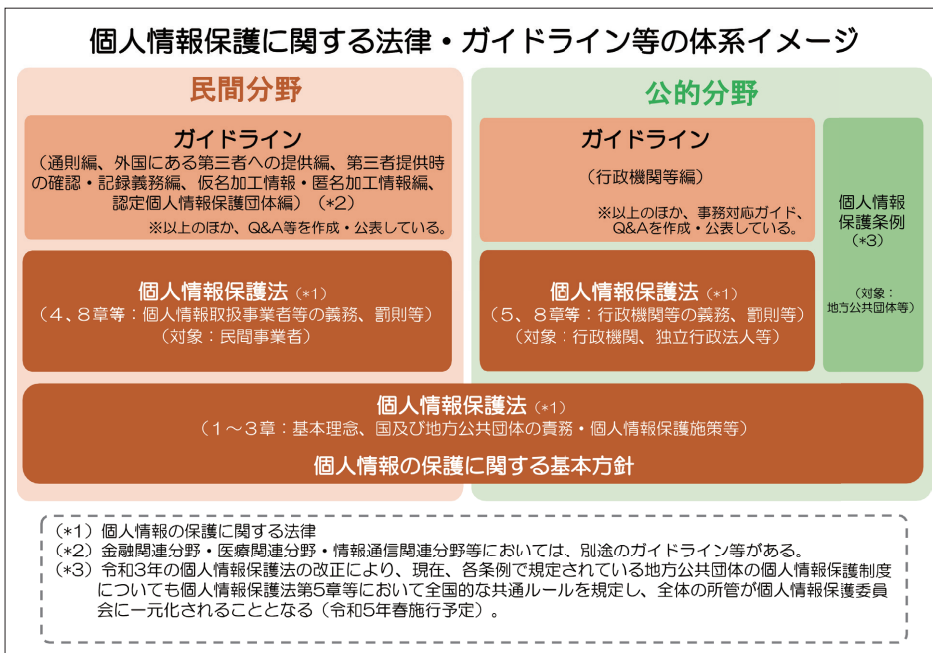 個人情報保護に関する法律・ガイドライン等の体系イメージ
民間分野
ガイドライン
(通則編、外国にある第三者への提供編、第三者提供時
の確認・記録義務編、仮名加工情報・匿名加工情報編、
認定個人情報保護団体編)(*2)
※以上のほか、Q&A等を作成・公表している。
個人情報保護法(*1)
(4、8章等:個人情報取扱事業者等の義務、罰則等)
(対象:民間事業者)
公的分野
ガイドライン
(行政機関等編)
※以上のほか、事務対応ガイド、
Q&Aを作成・公表している。
個人情報保護法(*1)
(5、8章等:行政機関等の義務、罰則等)
(対象:行政機関、独立行政法人等)
個人情報
保護条例
(*3)
(対象:
地方公共団体等)
個人情報保護法(*1)
(1~3章:基本理念、国及び地方公共団体の責務・個人情報保護施策等)
個人情報の保護に関する基本方針
(*1)個人情報の保護に関する法律
(*2)金融関連分野・医療関連分野・情報通信関連分野等においては、別途のガイドライン等がある。
(*3)令和3年の個人情報保護法の改正により、現在、各条例で規定されている地方公共団体の個人情報保護制度
についても個人情報保護法第5章等において全国的な共通ルールを規定し、全体の所管が個人情報保護委員
会に一元化されることとなる(令和5年春施行予定)。